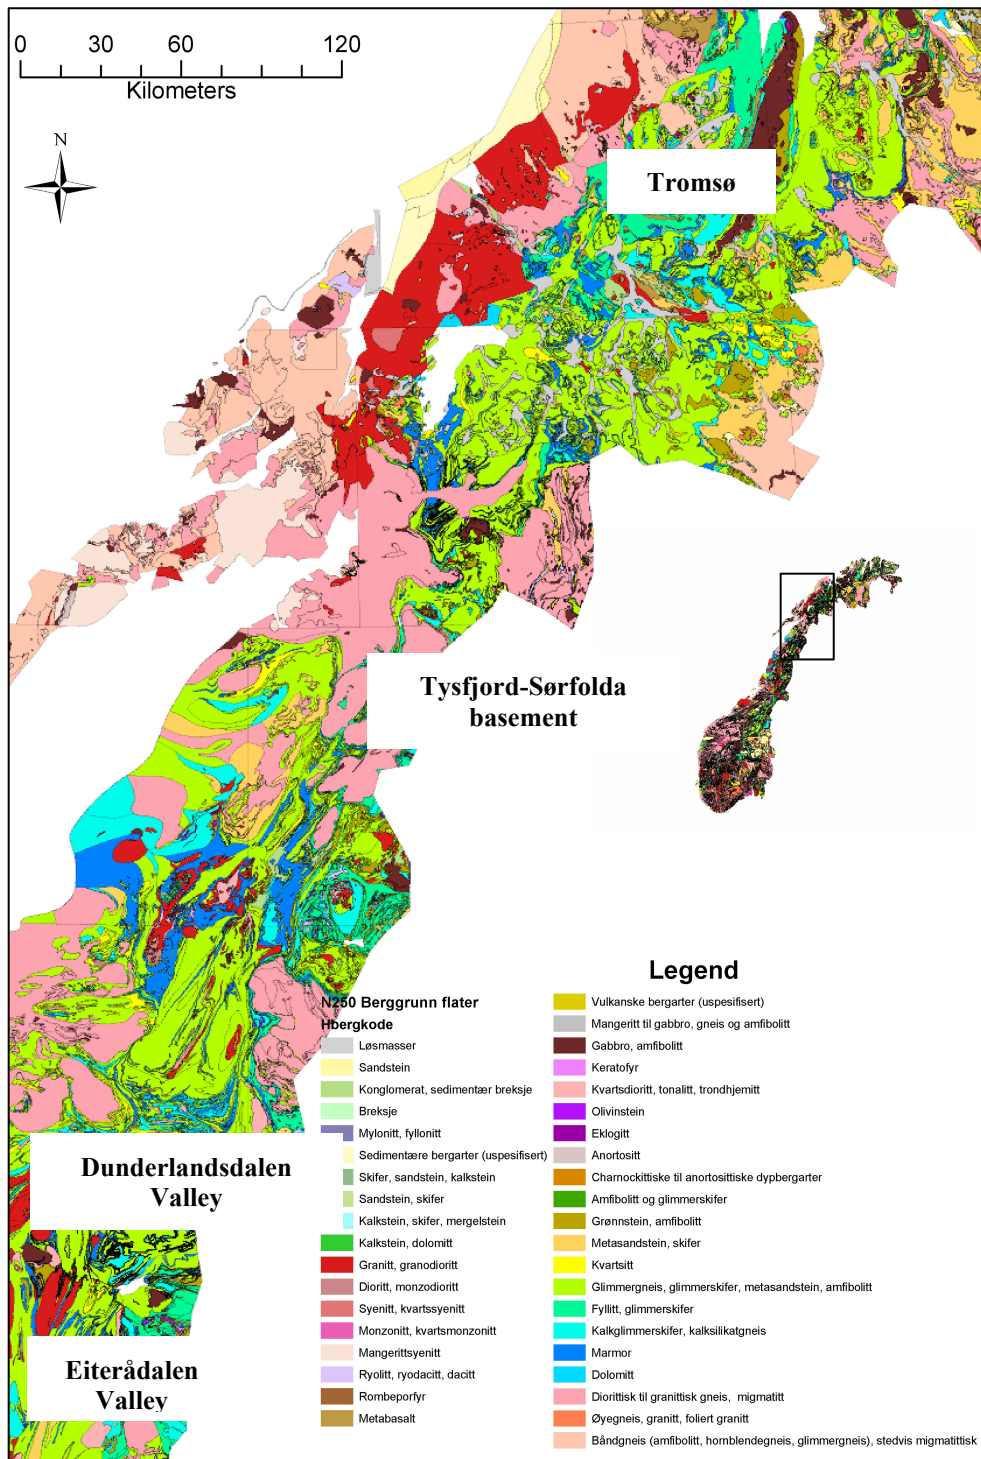 0 30 60 120
Kilometers
N
Tromsø
Tysfjord-Sørfolda
basement
Dunderlandsdalen
Valley
Eiterådalen
Valley
Legend
N250 Berggrunn flater
Hbergkode
Løsmasser
Sandstein
Konglomerat, sedimentær breksje
Breksje
Mylonitt, fyllonitt
Sedimentære bergarter (uspesifisert)
Skifer, sandstein, kalkstein
Sandstein, skifer
Kalkstein, skifer, mergelstein
Kalkstein, dolomitt
Granitt, granodioritt
Dioritt, monzodioritt
Syenitt, kvartssyenitt
Monzonitt, kvartsmonzonitt
Mangerittsyenitt
Ryolitt, ryodacitt, dacitt
Rombeporfyr
Metabasalt
Vulkanske bergarter (uspesifisert)
Mangeritt til gabbro, gneis og amfibolitt
Gabbro, amfibolitt
Keratofyr
Kvartsdioritt, tonalitt, trondhjemitt
Olivinstein
Eklogitt
Anortositt
Charnockittiske til anortosittiske dypbergarter
Amfibolitt og glimmerskifer
Grønnstein, amfibolitt
Metasandstein, skifer
Kvartsitt
Glimmergneis, glimmerskifer, metasandstein, amfibolitt
Fyllitt, glimmerskifer
Kalkglimmerskifer, kalksilikatgneis
Marmor
Dolomitt
Diorittisk til granittisk gneis, migmatitt
Øyegneis, granitt, foliert granitt
Båndgneis (amfibolitt, hornblendegneis, glimmergneis), stedvis migmatittisk